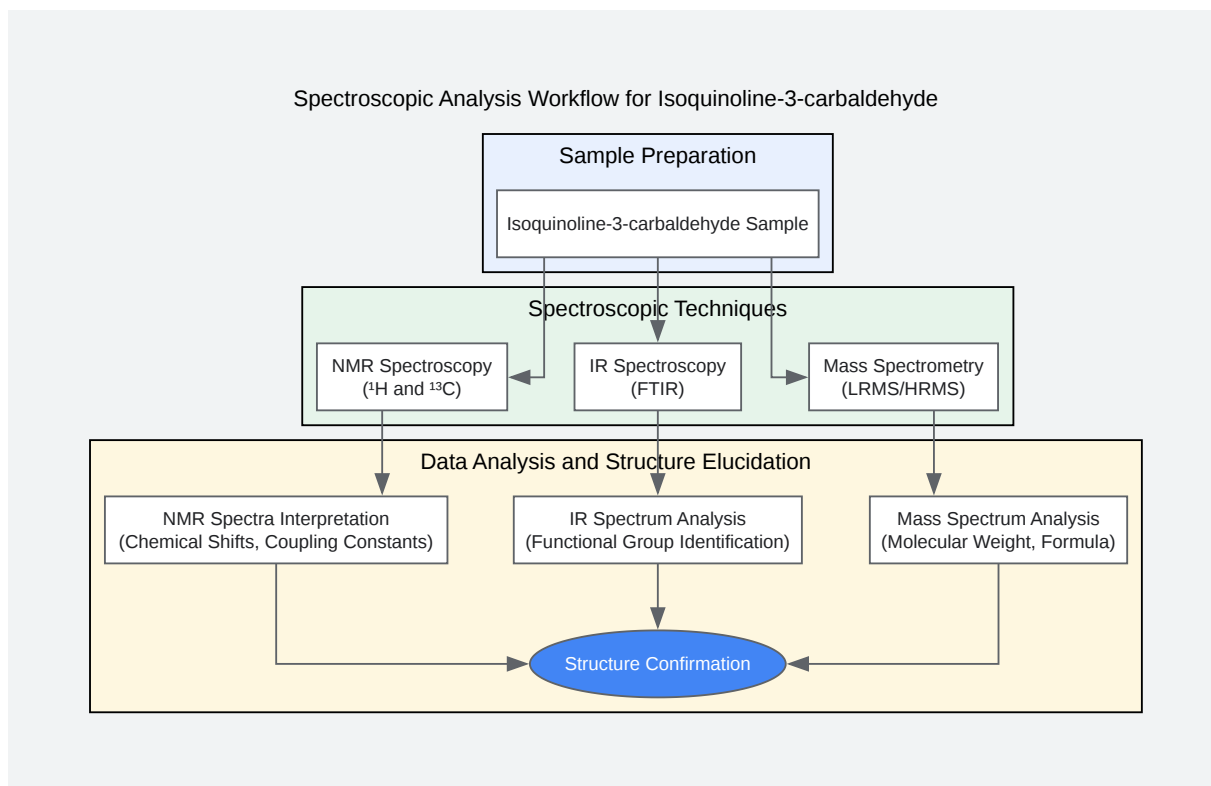 Spectroscopic Analysis Workflow for Isoquinoline-3-carbaldehyde
Sample Preparation
Isoquinoline-3-carbaldehyde Sample
Spectroscopic Techniques
NMR Spectroscopy
(¹H and ¹³C)
IR Spectroscopy
(FTIR)
Mass Spectrometry
(LRMS/HRMS)
Data Analysis and Structure Elucidation
NMR Spectra Interpretation
(Chemical Shifts, Coupling Constants)
IR Spectrum Analysis
(Functional Group Identification)
Mass Spectrum Analysis
(Molecular Weight, Formula)
Structure Confirmation